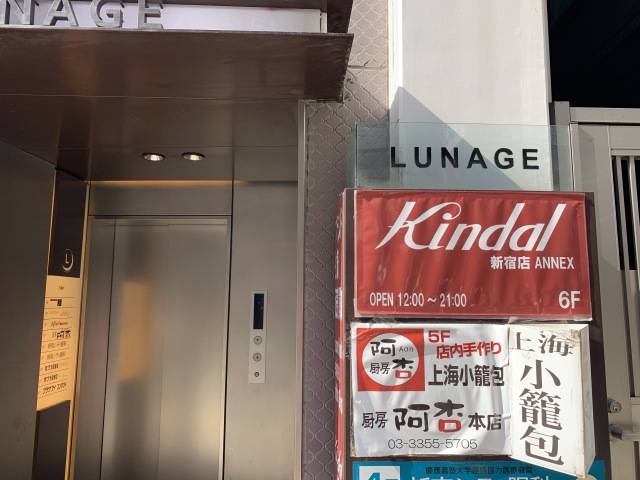 NAGE
LUNAGE
Kindal
新宿店 ANNEX
OPEN 12:00～21:00 6F
阿杏
Aan
厨房
5F
店内手作り
上海小籠包
厨房 阿杏 本店
03-3355-5705
上海
小籠包